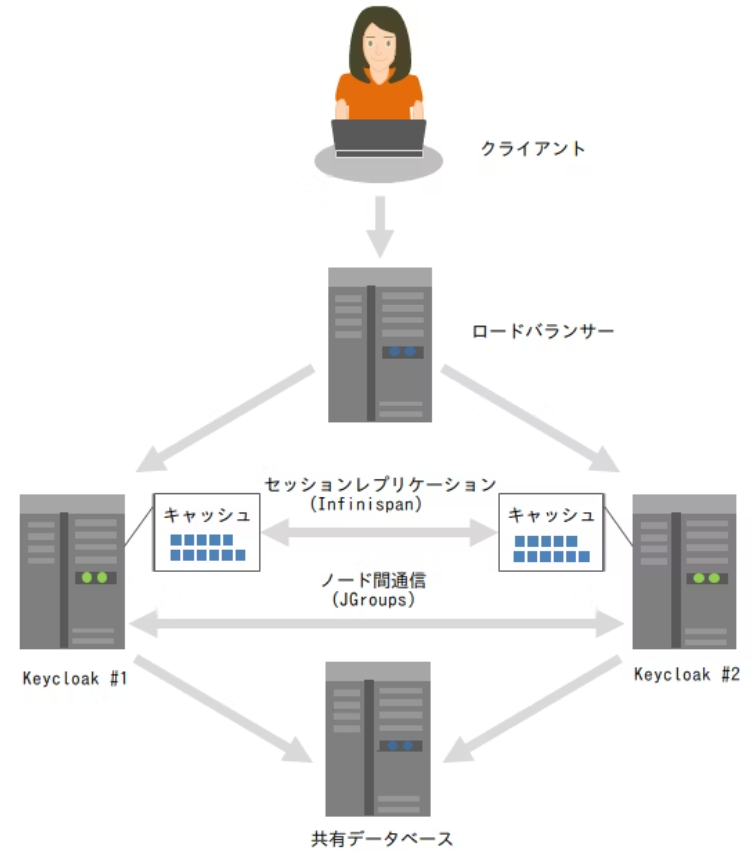 クライアント
ロードバランサー
セッションレプリケーション
(Infinispan)
キャッシュ
キャッシュ
ノード間通信
(JGroups)
Keycloak #1
Keycloak #2
共有データベース